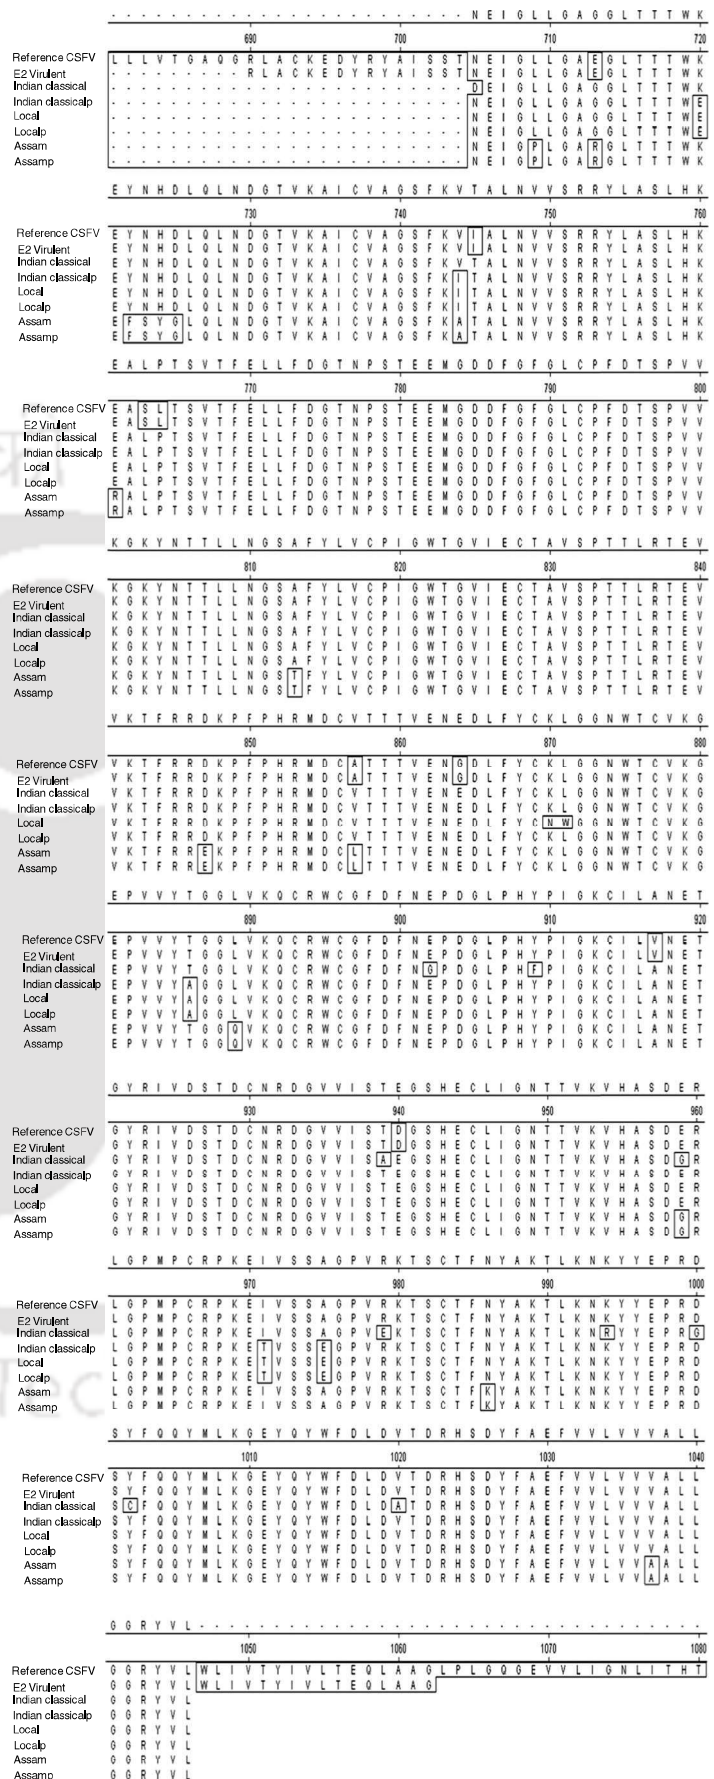 - - - - - - - - - - - - - - - - - - - - - - - - N E I G L L G A G G L T T T W K
690 700 710 720
Reference CSFV L L L V T G A Q G R L A C K E D Y R Y A I S S T N E I G L L G A E G L T T T W K
E2 Virulent - - - - - - - - - R L A C K E D Y R Y A I S S T N E I G L L G A E G L T T T W K
Indian classical - - - - - - - - - - - - - - - - - - - - - - - - D E I G L L G A G G L T T T W K
Indian classicalp - - - - - - - - - - - - - - - - - - - - - - - - N E I G L L G A G G L T T T W E
Local - - - - - - - - - - - - - - - - - - - - - - - - N E I G L L G A G G L T T T W E
Localp - - - - - - - - - - - - - - - - - - - - - - - - N E I G L L G A G G L T T T W E
Assam - - - - - - - - - - - - - - - - - - - - - - - - N E I G P L G A R G L T T T W K
Assamp - - - - - - - - - - - - - - - - - - - - - - - - N E I G P L G A R G L T T T W K
E Y N H D L Q L N D G T V K A I C V A G S F K V T A L N V V S R R Y L A S L H K
730 740 750 760
Reference CSFV E Y N H D L Q L N D G T V K A I C V A G S F K V I A L N V V S R R Y L A S L H K
E2 Virulent E Y N H D L Q L N D G T V K A I C V A G S F K V I A L N V V S R R Y L A S L H K
Indian classical E Y N H D L Q L N D G T V K A I C V A G S F K V T A L N V V S R R Y L A S L H K
Indian classicalp E Y N H D L Q L N D G T V K A I C V A G S F K I T A L N V V S R R Y L A S L H K
Local E Y N H D L Q L N D G T V K A I C V A G S F K I T A L N V V S R R Y L A S L H K
Localp E Y N H D L Q L N D G T V K A I C V A G S F K I T A L N V V S R R Y L A S L H K
Assam E F S Y G L Q L N D G T V K A I C V A G S F K A T A L N V V S R R Y L A S L H K
Assamp E F S Y G L Q L N D G T V K A I C V A G S F K A T A L N V V S R R Y L A S L H K
E A L P T S V T F E L L F D G T N P S T E E M G D D F G F G L C P F D T S P V V
770 780 790 800
Reference CSFV E A S L T S V T F E L L F D G T N P S T E E M G D D F G F G L C P F D T S P V V
E2 Virulent E A S L T S V T F E L L F D G T N P S T E E M G D D F G F G L C P F D T S P V V
Indian classical E A L P T S V T F E L L F D G T N P S T E E M G D D F G F G L C P F D T S P V V
Indian classicalp E A L P T S V T F E L L F D G T N P S T E E M G D D F G F G L C P F D T S P V V
Local E A L P T S V T F E L L F D G T N P S T E E M G D D F G F G L C P F D T S P V V
Localp E A L P T S V T F E L L F D G T N P S T E E M G D D F G F G L C P F D T S P V V
Assam R A L P T S V T F E L L F D G T N P S T E E M G D D F G F G L C P F D T S P V V
Assamp R A L P T S V T F E L L F D G T N P S T E E M G D D F G F G L C P F D T S P V V
K G K Y N T T L L N G S A F Y L V C P I G W T G V I E C T A V S P T T L R T E V
810 820 830 840
Reference CSFV K G K Y N T T L L N G S A F Y L V C P I G W T G V I E C T A V S P T T L R T E V
E2 Virulent K G K Y N T T L L N G S A F Y L V C P I G W T G V I E C T A V S P T T L R T E V
Indian classical K G K Y N T T L L N G S A F Y L V C P I G W T G V I E C T A V S P T T L R T E V
Indian classicalp K G K Y N T T L L N G S A F Y L V C P I G W T G V I E C T A V S P T T L R T E V
Local K G K Y N T T L L N G S A F Y L V C P I G W T G V I E C T A V S P T T L R T E V
Localp K G K Y N T T L L N G S A F Y L V C P I G W T G V I E C T A V S P T T L R T E V
Assam K G K Y N T T L L N G S T F Y L V C P I G W T G V I E C T A V S P T T L R T E V
Assamp K G K Y N T T L L N G S T F Y L V C P I G W T G V I E C T A V S P T T L R T E V
V K T F R R D K P F P H R M D C V T T T V E N E D L F Y C K L G G N W T C V K G
850 860 870 880
Reference CSFV V K T F R R D K P F P H R M D C A T T T V E N G D L F Y C K L G G N W T C V K G
E2 Virulent V K T F R R D K P F P H R M D C A T T T V E N G D L F Y C K L G G N W T C V K G
Indian classical V K T F R R D K P F P H R M D C V T T T V E N E D L F Y C K L G G N W T C V K G
Indian classicalp V K T F R R D K P F P H R M D C V T T T V E N E D L F Y C K L G G N W T C V K G
Local V K T F R R D K P F P H R M D C V T T T V E N E D L F Y C N W G G N W T C V K G
Localp V K T F R R D K P F P H R M D C V T T T V E N E D L F Y C K L G G N W T C V K G
Assam V K T F R R E K P F P H R M D C L T T T V E N E D L F Y C K L G G N W T C V K G
Assamp V K T F R R E K P F P H R M D C L T T T V E N E D L F Y C K L G G N W T C V K G
E P V V Y T G G L V K Q C R W C G F D F N E P D G L P H Y P I G K C I L A N E T
890 900 910 920
Reference CSFV E P V V Y T G G L V K Q C R W C G F D F N E P D G L P H Y P I G K C I L V N E T
E2 Virulent E P V V Y T G G L V K Q C R W C G F D F N E P D G L P H Y P I G K C I L V N E T
Indian classical E P V V Y T G G L V K Q C R W C G F D F N G P D G L P H F P I G K C I L A N E T
Indian classicalp E P V V Y A G G L V K Q C R W C G F D F N E P D G L P H Y P I G K C I L A N E T
Local E P V V Y A G G L V K Q C R W C G F D F N E P D G L P H Y P I G K C I L A N E T
Localp E P V V Y A G G L V K Q C R W C G F D F N E P D G L P H Y P I G K C I L A N E T
Assam E P V V Y T G G Q V K Q C R W C G F D F N E P D G L P H Y P I G K C I L A N E T
Assamp E P V V Y T G G Q V K Q C R W C G F D F N E P D G L P H Y P I G K C I L A N E T
G Y R I V D S T D C N R D G V V I S T E G S H E C L I G N T T V K V H A S D E R
930 940 950 960
Reference CSFV G Y R I V D S T D C N R D G V V I S T D G S H E C L I G N T T V K V H A S D E R
E2 Virulent G Y R I V D S T D C N R D G V V I S T D G S H E C L I G N T T V K V H A S D E R
Indian classical G Y R I V D S T D C N R D G V V I S A E G S H E C L I G N T T V K V H A S D G R
Indian classicalp G Y R I V D S T D C N R D G V V I S T E G S H E C L I G N T T V K V H A S D E R
Local G Y R I V D S T D C N R D G V V I S T E G S H E C L I G N T T V K V H A S D E R
Localp G Y R I V D S T D C N R D G V V I S T E G S H E C L I G N T T V K V H A S D E R
Assam G Y R I V D S T D C N R D G V V I S T E G S H E C L I G N T T V K V H A S D G R
Assamp G Y R I V D S T D C N R D G V V I S T E G S H E C L I G N T T V K V H A S D G R
L G P M P C R P K E I V S S A G P V R K T S C T F N Y A K T L K N K Y Y E P R D
970 980 990 1000
Reference CSFV L G P M P C R P K E I V S S A G P V R K T S C T F N Y A K T L K N K Y Y E P R D
E2 Virulent L G P M P C R P K E I V S S A G P V R K T S C T F N Y A K T L K N K Y Y E P R D
Indian classical L G P M P C R P K E I V S S A G P V E K T S C T F N Y A K T L K N R Y Y E P R G
Indian classicalp L G P M P C R P K E T V S S E G P V R K T S C T F N Y A K T L K N K Y Y E P R D
Local L G P M P C R P K E T V S S E G P V R K T S C T F N Y A K T L K N K Y Y E P R D
Localp L G P M P C R P K E T V S S E G P V R K T S C T F N Y A K T L K N K Y Y E P R D
Assam L G P M P C R P K E I V S S A G P V R K T S C T F K Y A K T L K N K Y Y E P R D
Assamp L G P M P C R P K E I V S S A G P V R K T S C T F K Y A K T L K N K Y Y E P R D
S Y F Q Q Y M L K G E Y Q Y W F D L D V T D R H S D Y F A E F V V L V V V A L L
1010 1020 1030 1040
Reference CSFV S Y F Q Q Y M L K G E Y Q Y W F D L D V T D R H S D Y F A E F V V L V V V A L L
E2 Virulent S Y F Q Q Y M L K G E Y Q Y W F D L D V T D R H S D Y F A E F V V L V V V A L L
Indian classical S C F Q Q Y M L K G E Y Q Y W F D L D A T D R H S D Y F A E F V V L V V V A L L
Indian classicalp S Y F Q Q Y M L K G E Y Q Y W F D L D V T D R H S D Y F A E F V V L V V V A L L
Local S Y F Q Q Y M L K G E Y Q Y W F D L D V T D R H S D Y F A E F V V L V V V A L L
Localp S Y F Q Q Y M L K G E Y Q Y W F D L D V T D R H S D Y F A E F V V L V V V A L L
Assam S Y F Q Q Y M L K G E Y Q Y W F D L D V T D R H S D Y F A E F V V L V V A A L L
Assamp S Y F Q Q Y M L K G E Y Q Y W F D L D V T D R H S D Y F A E F V V L V V A A L L
G G R Y V L - - - - - - - - - - - - - - - - - - - - - - - - - - - - - - - - - -
1050 1060 1070 1080
Reference CSFV G G R Y V L W L I V T Y I V L T E Q L A A G L P L G Q G E V V L I G N L I T H T
E2 Virulent G G R Y V L W L I V T Y I V L T E Q L A A G
Indian classical G G R Y V L
Indian classicalp G G R Y V L
Local G G R Y V L
Localp G G R Y V L
Assam G G R Y V L
Assamp G G R Y V L